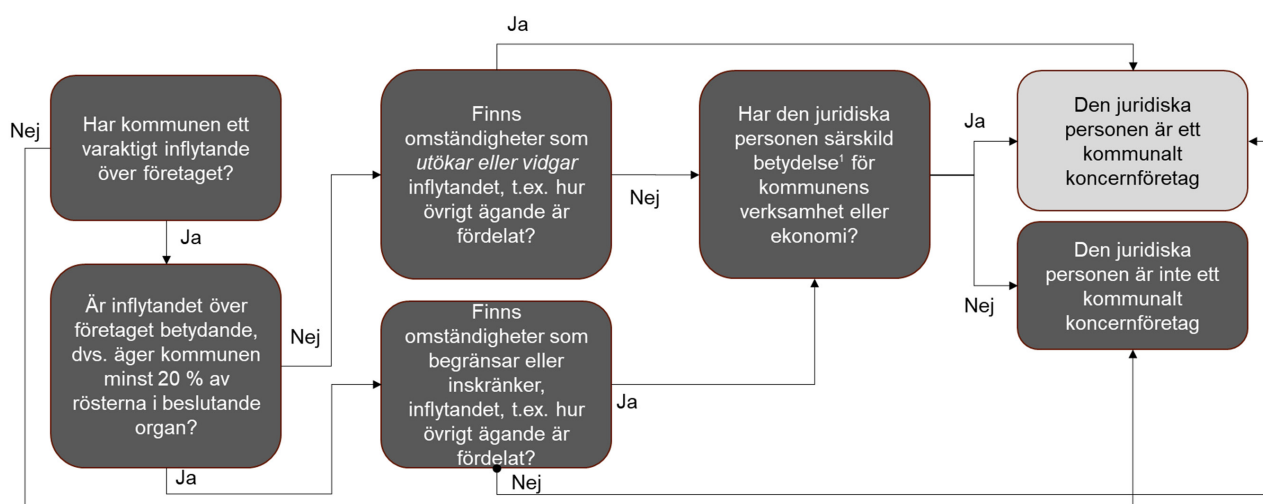 Ja
Nej
Har kommunen ett
varaktigt inflytande
över företaget?
Ja
Är inflytandet över
företaget betydande,
dvs. äger kommunen
minst 20 % av
rösterna i beslutande
organ?
Nej
Ja
Finns
omständigheter som
utökar eller vidgar
inflytandet, t.ex. hur
övrigt ägande är
fördelat?
Nej
Finns
omständigheter som
begränsar eller
inskränker,
inflytandet, t.ex. hur
övrigt ägande är
fördelat?
Ja
Nej
Har den juridiska
personen särskild
betydelse¹ för
kommunens
verksamhet eller
ekonomi?
Ja
Nej
Den juridiska
personen är ett
kommunalt
koncernföretag
Den juridiska
personen är inte ett
kommunalt
koncernföretag